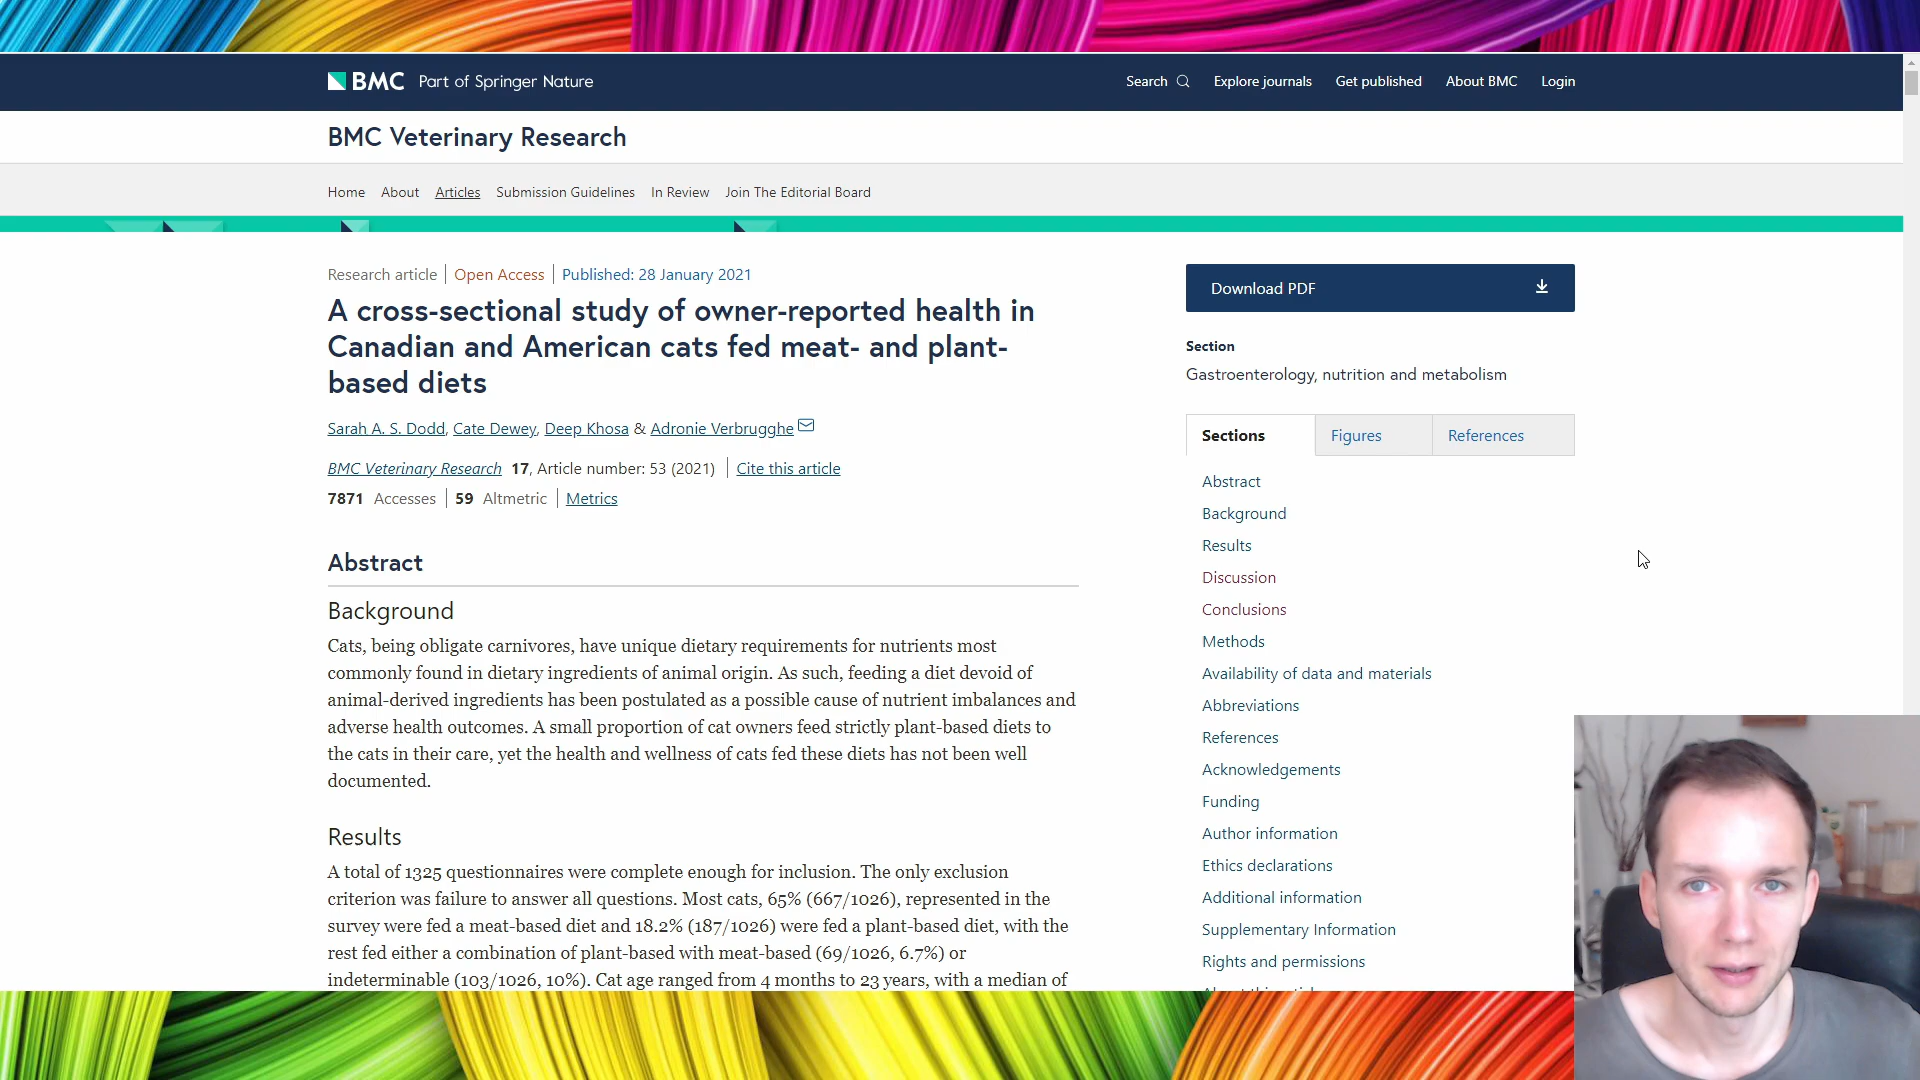 BMC Part of Springer Nature
Search Explore journals Get published About BMC Login
BMC Veterinary Research
Home About Articles Submission Guidelines In Review Join The Editorial Board
Research article Open Access Published: 28 January 2021
A cross-sectional study of owner-reported health in
Canadian and American cats fed meat- and plant-
based diets
Sarah A. S. Dodd, Cate Dewey, Deep Khosa & Adronie Verbrugghe
BMC Veterinary Research 17, Article number: 53 (2021) Cite this article
7871 Accesses 59 Altmetric Metrics
Abstract
Background
Cats, being obligate carnivores, have unique dietary requirements for nutrients most
commonly found in dietary ingredients of animal origin. As such, feeding a diet devoid of
animal-derived ingredients has been postulated as a possible cause of nutrient imbalances and
adverse health outcomes. A small proportion of cat owners feed strictly plant-based diets to
the cats in their care, yet the health and wellness of cats fed these diets has not been well
documented.
Results
A total of 1325 questionnaires were complete enough for inclusion. The only exclusion
criterion was failure to answer all questions. Most cats, 65% (667/1026), represented in the
survey were fed a meat-based diet and 18.2% (187/1026) were fed a plant-based diet, with the
rest fed either a combination of plant-based with meat-based (69/1026, 6.7%) or
indeterminable (103/1026, 10%). Cat age ranged from 4 months to 23 years, with a median of
Download PDF
Section
Gastroenterology, nutrition and metabolism
Sections Figures References
Abstract
Background
Results
Discussion
Conclusions
Methods
Availability of data and materials
Abbreviations
References
Acknowledgements
Funding
Author information
Ethics declarations
Additional information
Supplementary Information
Rights and permissions